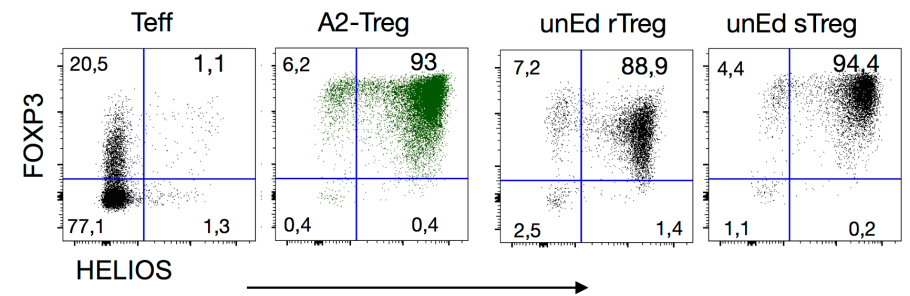 Teff
A2-Treg
unEd rTreg
unEd sTreg
FOXP3
20,5
1,1
77,1
1,3
6,2
93
0,4
0,4
7,2
88,9
2,5
1,4
4,4
94,4
1,1
0,2
HELIOS